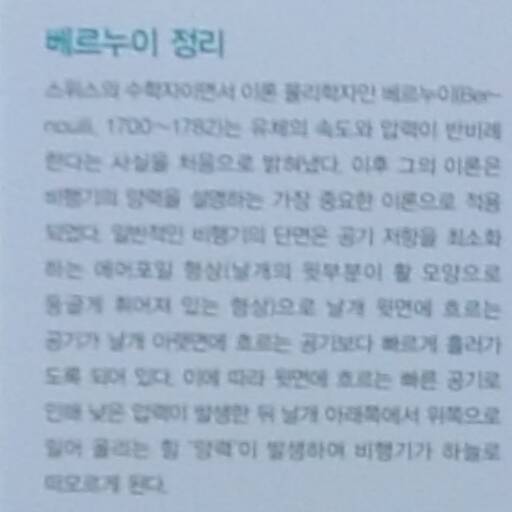 베르누이 정리
스위스의 수학자이면서 이론 물리학자인 베르누이(Ber-
noulli, 1700~1782)는 유체의 속도와 압력이 반비례
한다는 사실을 처음으로 밝혀냈다. 이후 그의 이론은
비행기의 양력을 설명하는 가장 중요한 이론으로 적용
되었다. 일반적인 비행기의 단면은 공기 저항을 최소화
하는 에어포일 형상(날개의 윗부분이 활 모양으로
둥글게 휘어져 있는 형상)으로 날개 윗면에 흐르는
공기가 날개 아랫면에 흐르는 공기보다 빠르게 흘러가
도록 되어 있다. 이에 따라 윗면에 흐르는 빠른 공기로
인해 낮은 압력이 발생한 뒤 날개 아래쪽에서 위쪽으로
밀어 올리는 힘 '양력'이 발생하여 비행기가 하늘로
떠오르게 된다.